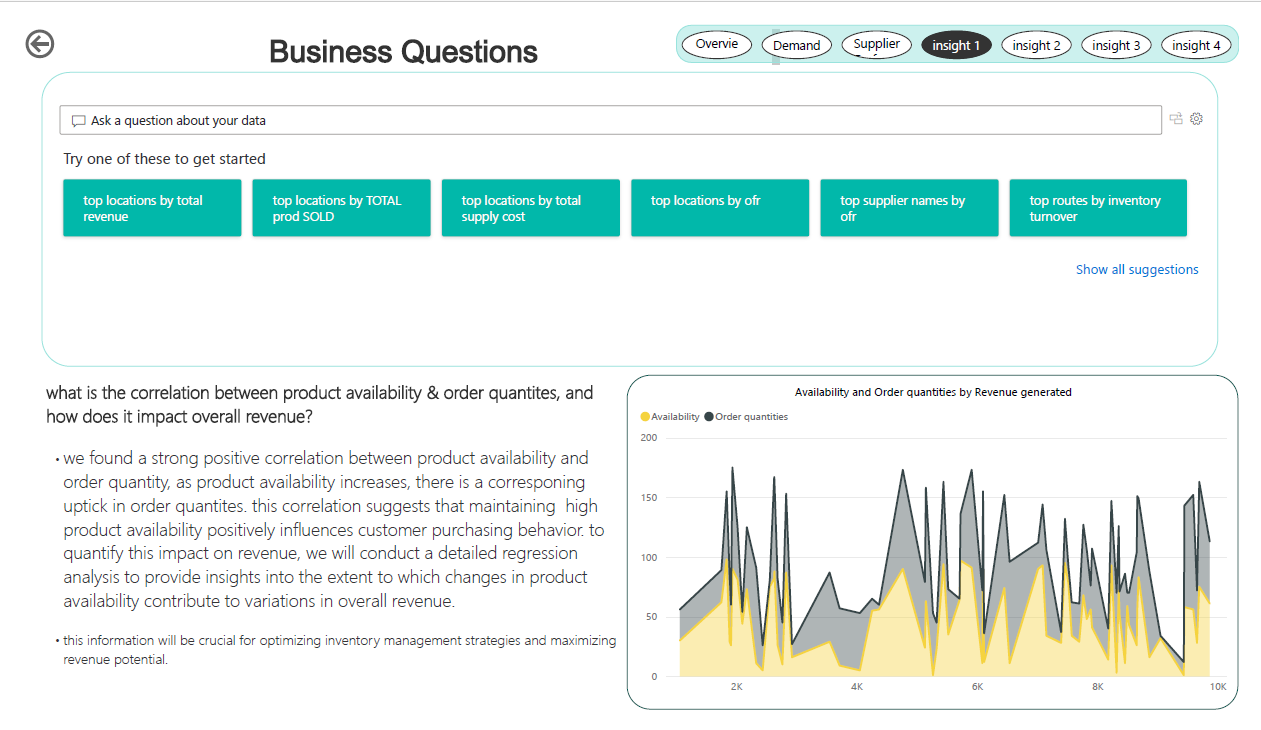 Business Questions
Overvie
Demand
Supplier
insight 1
insight 2
insight 3
insight 4
Ask a question about your data
Try one of these to get started
top locations by total
revenue
top locations by TOTAL
prod SOLD
top locations by total
supply cost
top locations by ofr
top supplier names by
ofr
top routes by inventory
turnover
Show all suggestions
what is the correlation between product availability & order quantites, and
how does it impact overall revenue?
• we found a strong positive correlation between product availability and
order quantity, as product availability increases, there is a corresponing
uptick in order quantites. this correlation suggests that maintaining high
product availability positively influences customer purchasing behavior. to
quantify this impact on revenue, we will conduct a detailed regression
analysis to provide insights into the extent to which changes in product
availability contribute to variations in overall revenue.
• this information will be crucial for optimizing inventory management strategies and maximizing
revenue potential.
Availability and Order quantities by Revenue generated
Availability Order quantities
200
150
100
50
0
2K 4K 6K 8K 10K